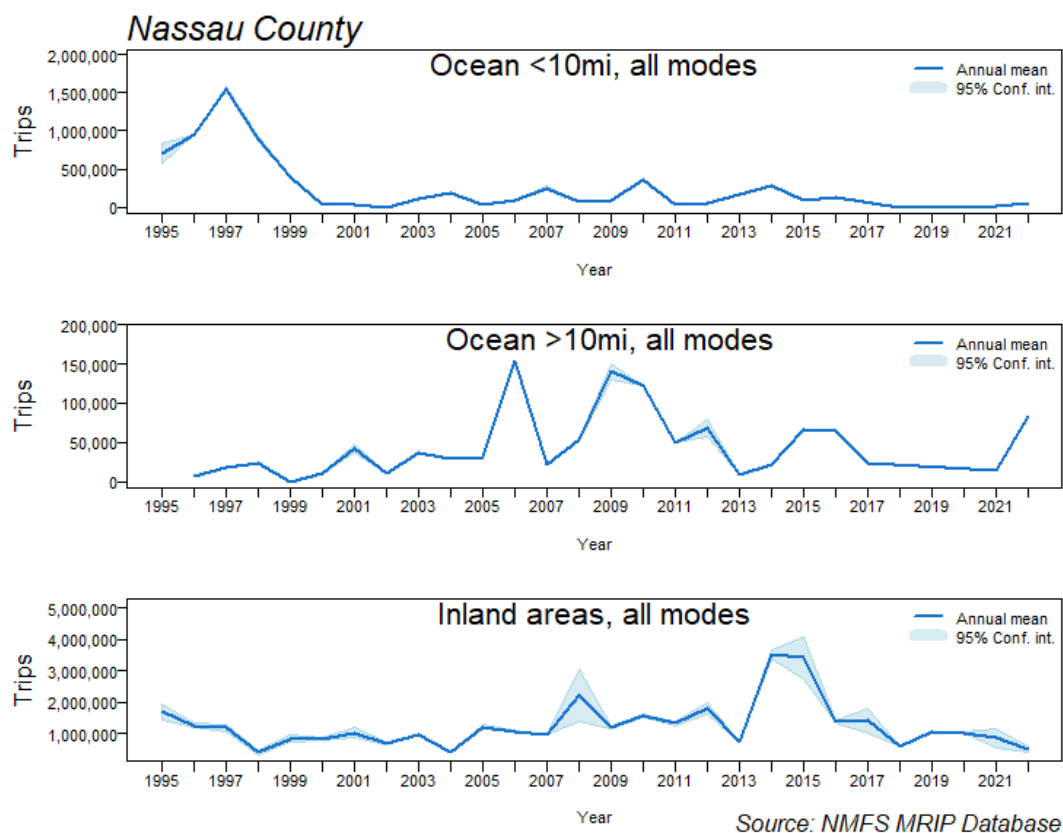 Nassau County
Ocean <10mi, all modes
Annual mean
95% Conf. int.
Trips
2,000,000
1,500,000
1,000,000
500,000
0
1995 1997 1999 2001 2003 2005 2007 2009 2011 2013 2015 2017 2019 2021
Year
Ocean >10mi, all modes
Annual mean
95% Conf. int.
Trips
200,000
150,000
100,000
50,000
0
1995 1997 1999 2001 2003 2005 2007 2009 2011 2013 2015 2017 2019 2021
Year
Inland areas, all modes
Annual mean
95% Conf. int.
Trips
5,000,000
4,000,000
3,000,000
2,000,000
1,000,000
1995 1997 1999 2001 2003 2005 2007 2009 2011 2013 2015 2017 2019 2021
Year
Source: NMFS MRIP Database